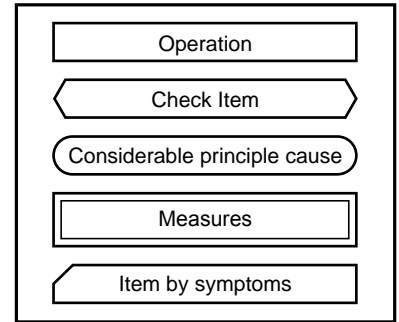 Operation
Check Item
Considerable principle cause
Measures
Item by symptoms